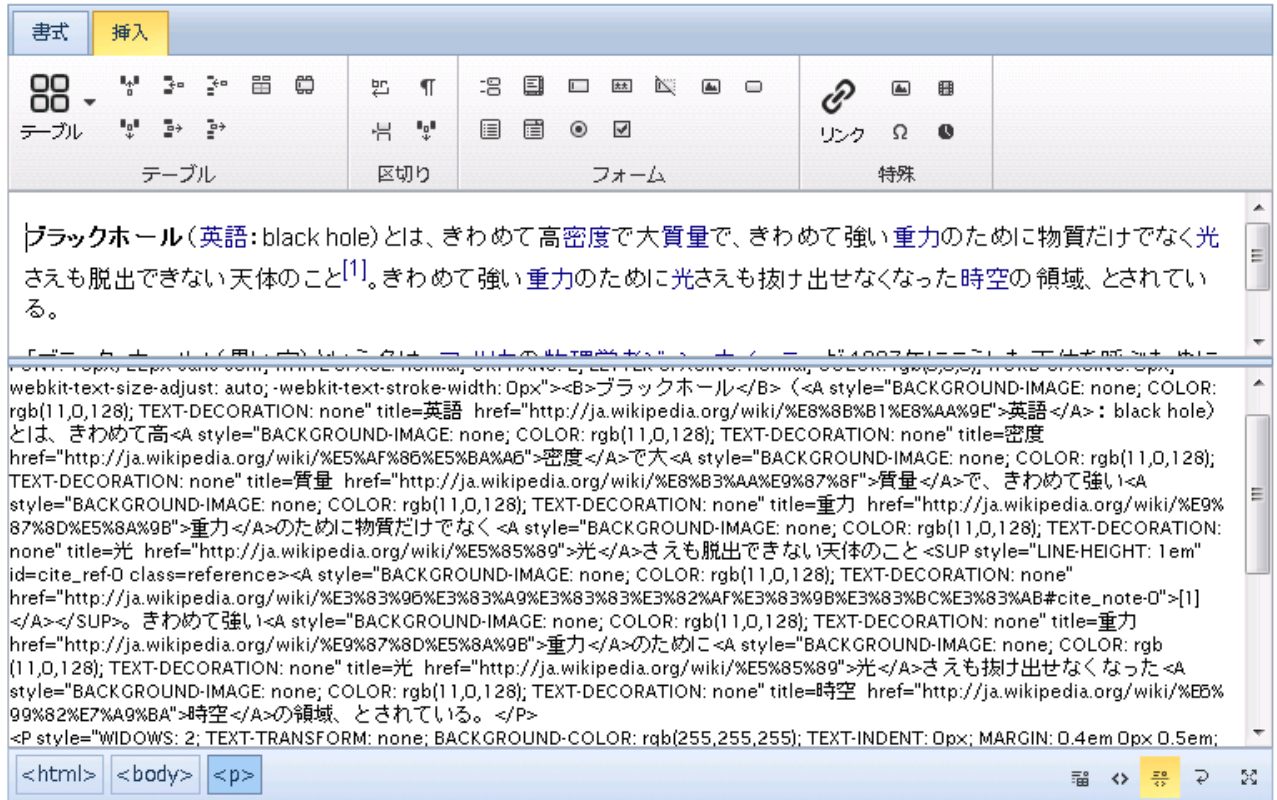 書式 挿入
テーブル リンク
テーブル 区切り フォーム 特殊
ブラックホール（英語：black hole）とは、きわめて高密度で大質量で、きわめて強い重力のために物質だけでなく光
さえも脱出できない天体のこと[1]。きわめて強い重力のために光さえも抜け出せなくなった時空の領域、とされてい
る。
webkit-text-size-adjust: auto; -webkit-text-stroke-width: 0px"><B>ブラックホール</B>（<A style="BACKGROUND-IMAGE: none; COLOR:
rgb(11,0,128); TEXT-DECORATION: none" title=英語 href="http://ja.wikipedia.org/wiki/%E8%8B%B1%E8%AA%9E">英語</A>：black hole）
とは、きわめて高<A style="BACKGROUND-IMAGE: none; COLOR: rgb(11,0,128); TEXT-DECORATION: none" title=密度
href="http://ja.wikipedia.org/wiki/%E5%AF%86%E5%BA%A6">密度</A>で大<A style="BACKGROUND-IMAGE: none; COLOR: rgb(11,0,128);
TEXT-DECORATION: none" title=質量 href="http://ja.wikipedia.org/wiki/%E8%B3%AA%E9%87%8F">質量</A>で、きわめて強い<A
style="BACKGROUND-IMAGE: none; COLOR: rgb(11,0,128); TEXT-DECORATION: none" title=重力 href="http://ja.wikipedia.org/wiki/%E9%
87%8D%E5%8A%9B">重力</A>のために物質だけでなく<A style="BACKGROUND-IMAGE: none; COLOR: rgb(11,0,128); TEXT-DECORATION:
none" title=光 href="http://ja.wikipedia.org/wiki/%E5%85%89">光</A>さえも脱出できない天体のこと<SUP style="LINE-HEIGHT: 1em"
id=cite_ref-0 class=reference><A style="BACKGROUND-IMAGE: none; COLOR: rgb(11,0,128); TEXT-DECORATION: none"
href="http://ja.wikipedia.org/wiki/%E3%83%96%E3%83%A9%E3%83%83%E3%82%AF%E3%83%9B%E3%83%BC%E3%83%AB#cite_note-0">[1]
</A></SUP>。きわめて強い<A style="BACKGROUND-IMAGE: none; COLOR: rgb(11,0,128); TEXT-DECORATION: none" title=重力
href="http://ja.wikipedia.org/wiki/%E9%87%8D%E5%8A%9B">重力</A>のために<A style="BACKGROUND-IMAGE: none; COLOR: rgb
(11,0,128); TEXT-DECORATION: none" title=光 href="http://ja.wikipedia.org/wiki/%E5%85%89">光</A>さえも抜け出せなくなった<A
style="BACKGROUND-IMAGE: none; COLOR: rgb(11,0,128); TEXT-DECORATION: none" title=時空 href="http://ja.wikipedia.org/wiki/%E6%
99%82%E7%A9%BA">時空</A>の領域、とされている。</P>
<P style="WIDOWS: 2; TEXT-TRANSFORM: none; BACKGROUND-COLOR: rgb(255,255,255); TEXT-INDENT: 0px; MARGIN: 0.4em 0px 0.5em;
<html> <body> <p>